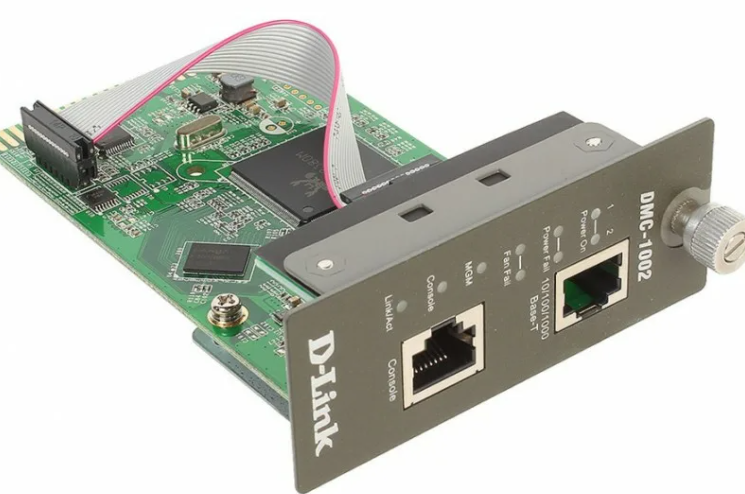 DMC-1002
1
2
Power On
Power Fail
Fan Fail
MGM
Console
Link/Act
10/100/1000
Base-T
Console
D-Link